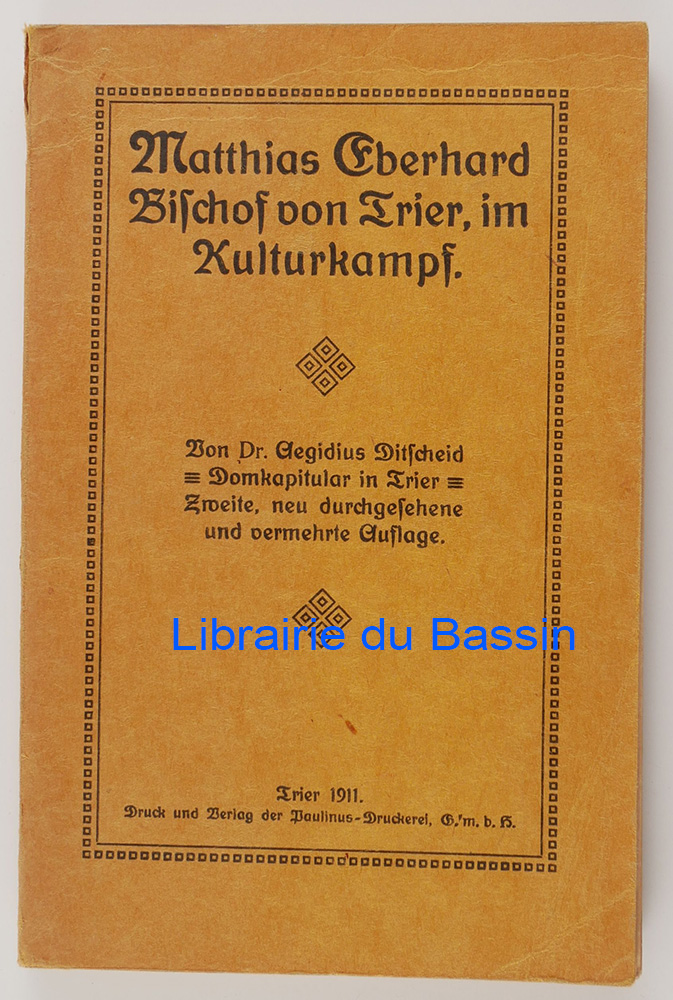 Matthias Eberhard
Biſchof von Trier, im
Kulturkampf.
Von Dr. Aegidius Ditſcheid
≡ Domkapitular in Trier ≡
Zweite, neu durchgeſehene
und vermehrte Auflage.
Librairie du Bassin
Trier 1911.
Druck und Verlag der Paulinus-Druckerei, G. m. b. H.